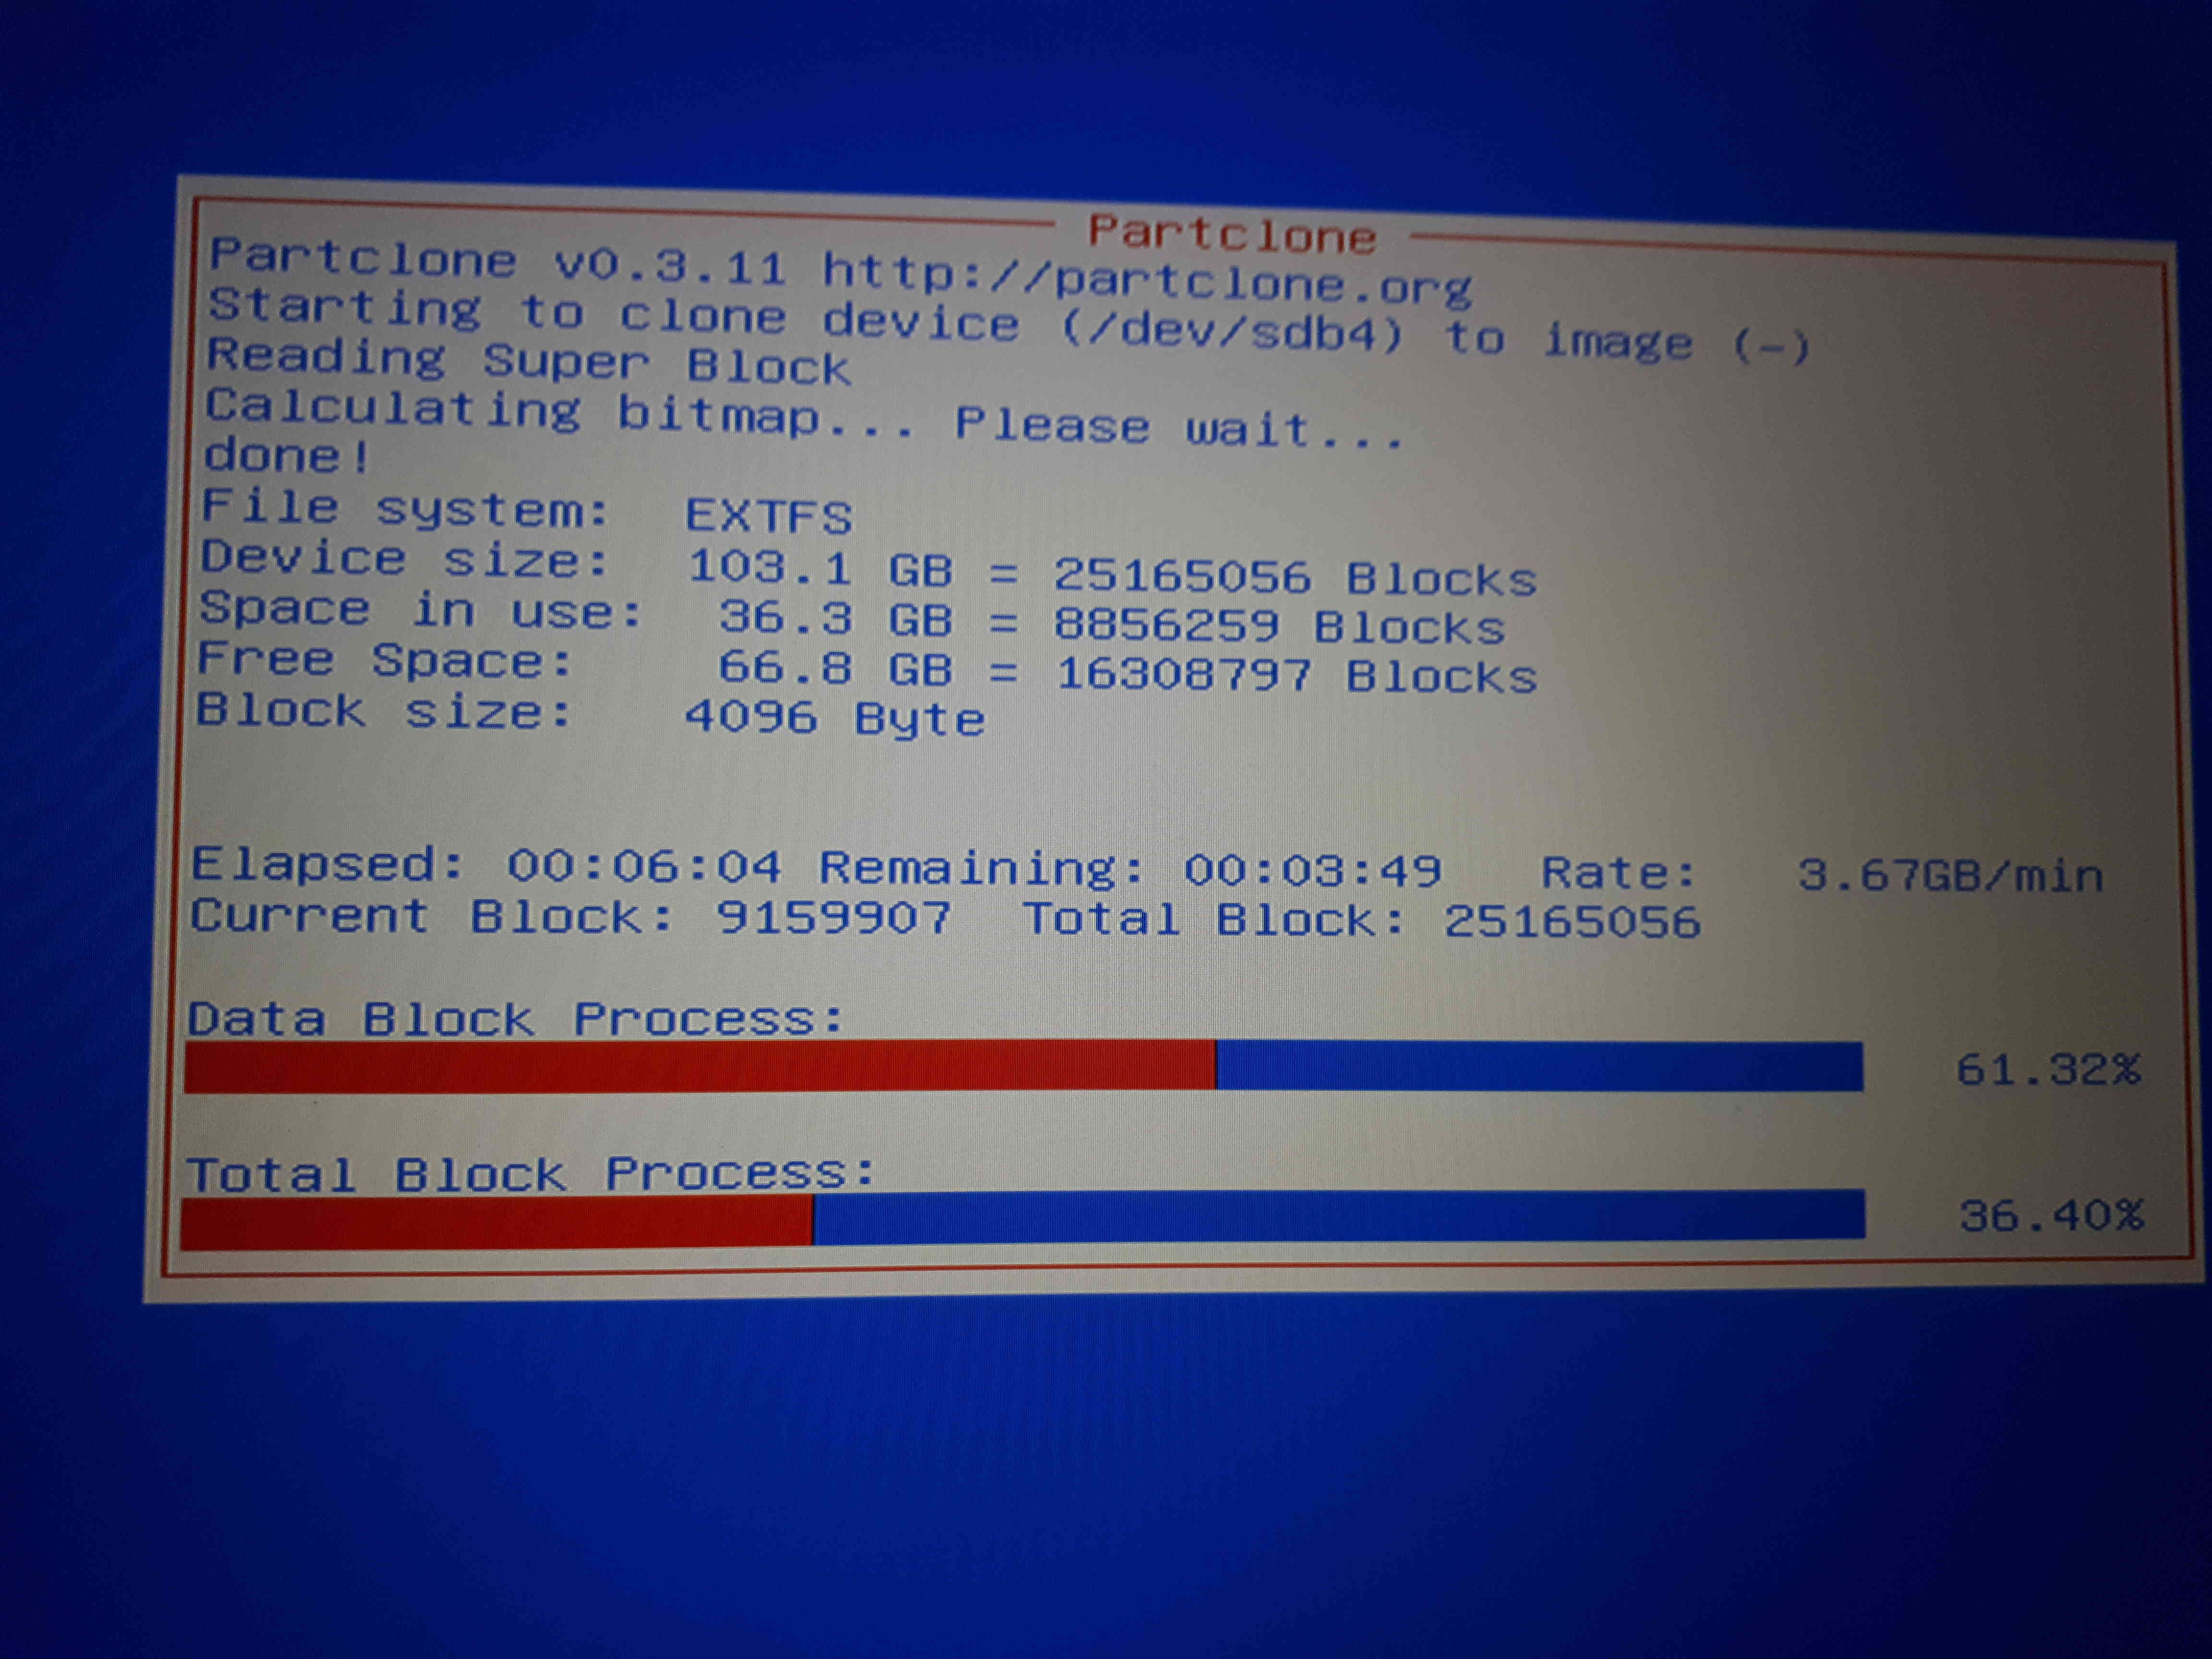 Partclone
Partclone v0.3.11 http://partclone.org
Starting to clone device (/dev/sdb4) to image (-)
Reading Super Block
Calculating bitmap... Please wait...
done!
File system: EXTFS
Device size: 103.1 GB = 25165056 Blocks
Space in use: 36.3 GB = 8856259 Blocks
Free Space: 66.8 GB = 16308797 Blocks
Block size: 4096 Byte
Elapsed: 00:06:04 Remaining: 00:03:49 Rate: 3.67GB/min
Current Block: 9159907 Total Block: 25165056
Data Block Process:
61.32%
Total Block Process:
36.40%